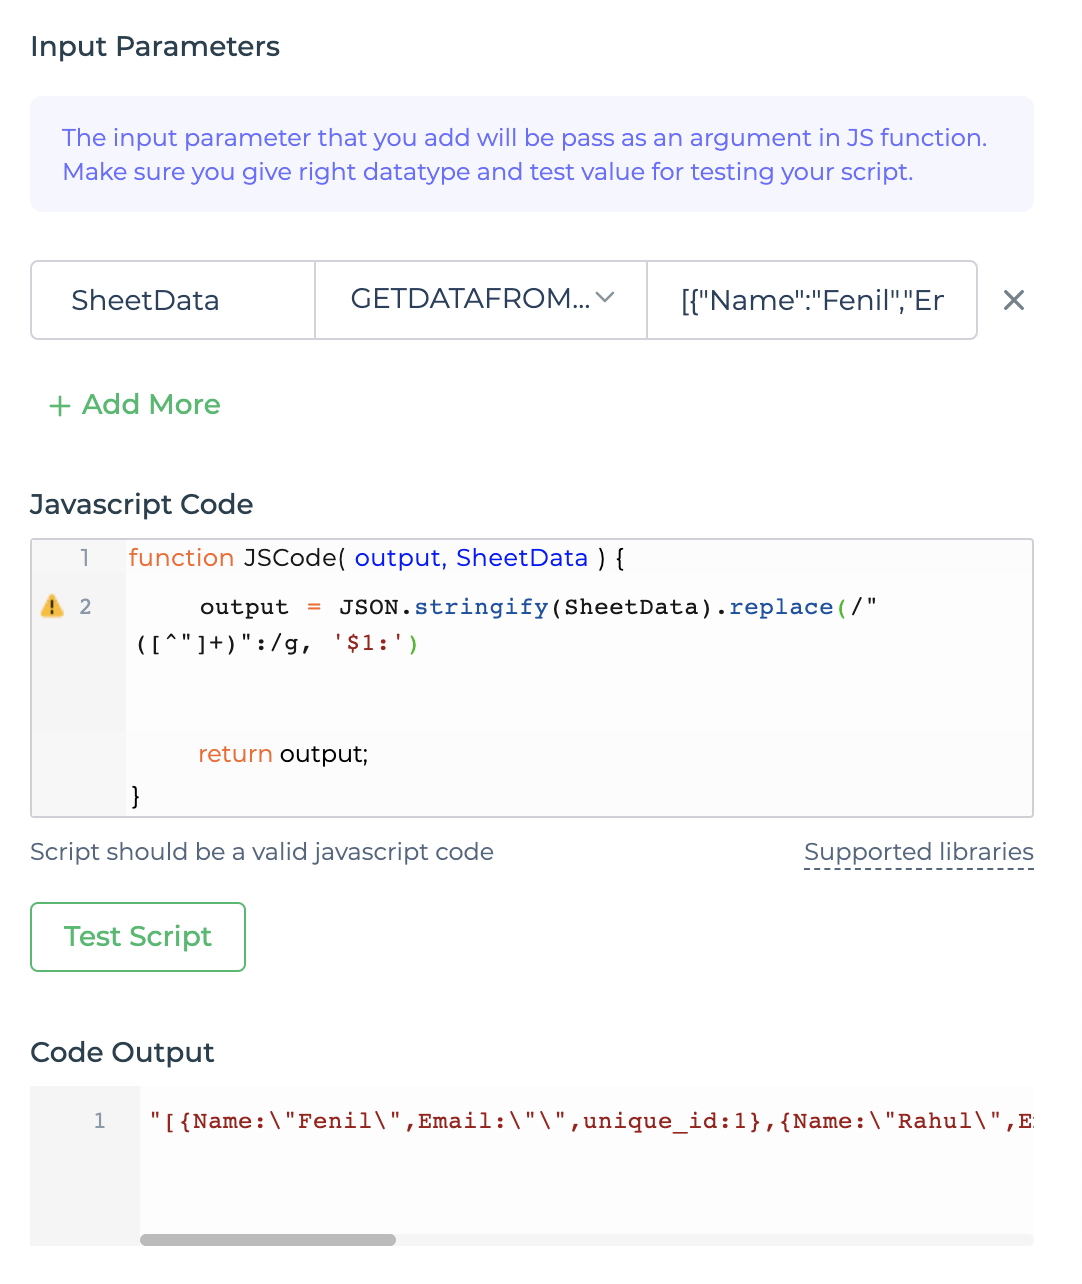 Input Parameters
The input parameter that you add will be pass as an argument in JS function.
Make sure you give right datatype and test value for testing your script.
SheetData GETDATAFROM... [{"Name":"Fenil","Er
+ Add More
Javascript Code
1 function JSCode( output, SheetData ) {
2 output = JSON.stringify(SheetData).replace(/"
([^"]+)":/g, '$1:')
return output;
}
Script should be a valid javascript code Supported libraries
Test Script
Code Output
1 "[{Name:\"Fenil\",Email:\"\",unique_id:1},{Name:\"Rahul\",E